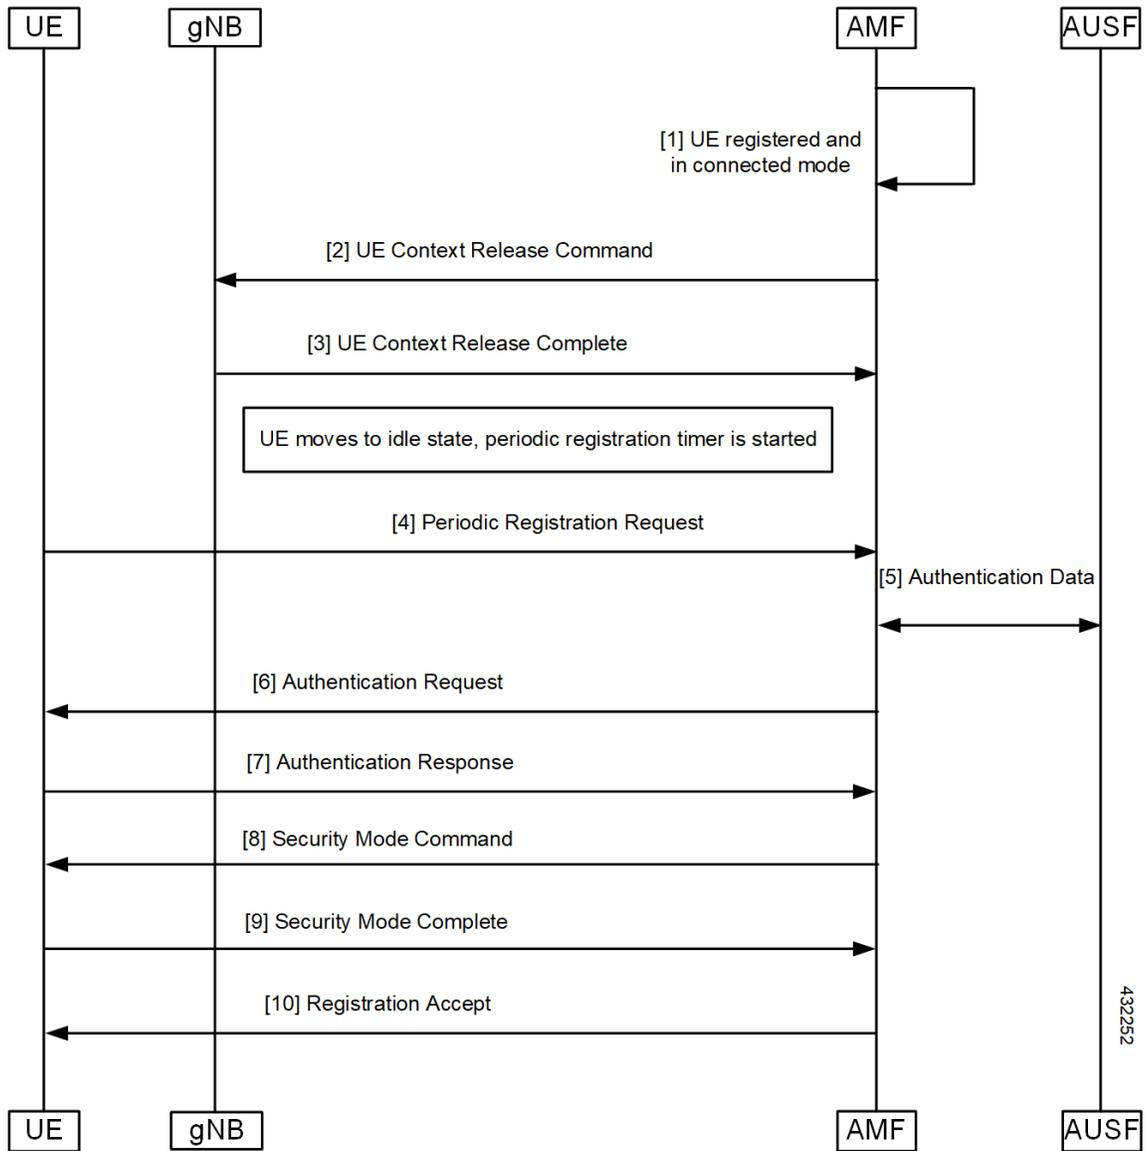 UE
gNB
AMF
AUSF
[1] UE registered and
in connected mode
[2] UE Context Release Command
[3] UE Context Release Complete
UE moves to idle state, periodic registration timer is started
[4] Periodic Registration Request
[5] Authentication Data
[6] Authentication Request
[7] Authentication Response
[8] Security Mode Command
[9] Security Mode Complete
[10] Registration Accept
432252
UE
gNB
AMF
AUSF